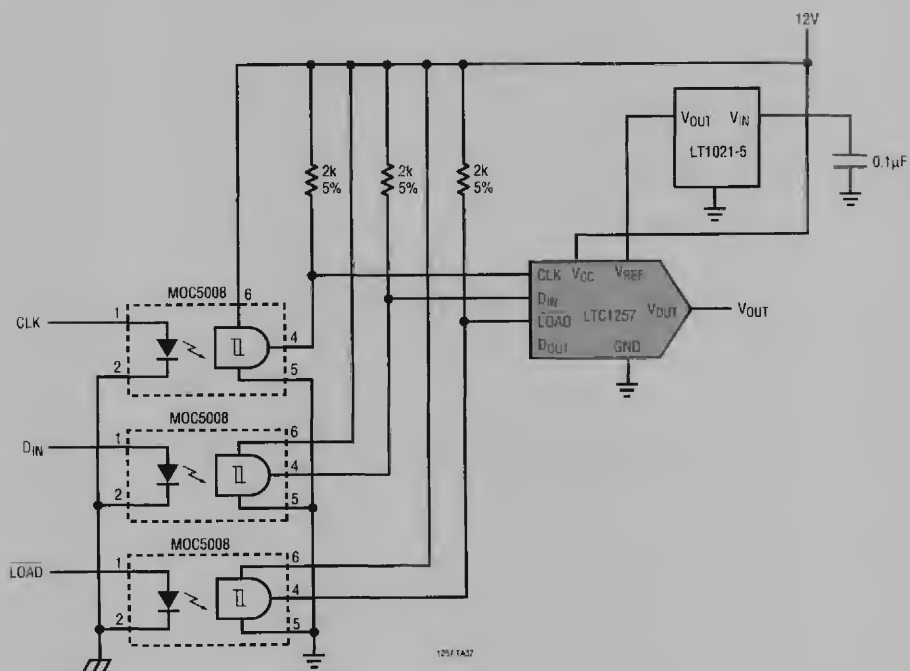 12V
VOUT VIN
LT1021-5
0.1µF
2k
5%
2k
5%
2k
5%
CLK VCC VREF
DIN
LTC1257 VOUT
L̅O̅A̅D̅
DOUT GND
VOUT
MOC5008
6
CLK 1
4
2
5
MOC5008
6
DIN 1
4
2
5
MOC5008
6
L̅O̅A̅D̅ 1
4
2
5
1257 TA07